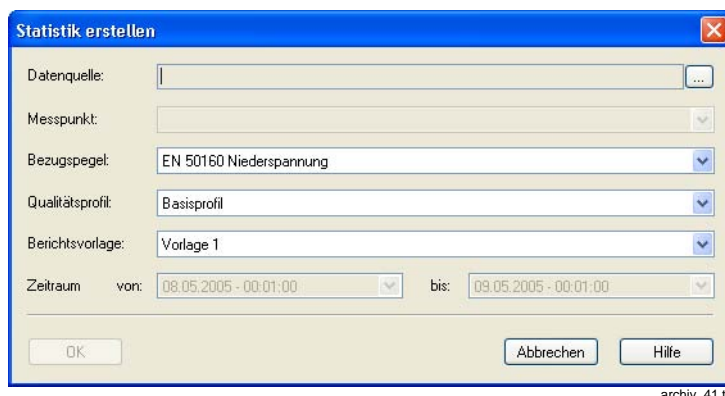 Statistik erstellen
Datenquelle:
...
Messpunkt:
Bezugspegel: EN 50160 Niederspannung
Qualitätsprofil: Basisprofil
Berichtsvorlage: Vorlage 1
Zeitraum von: 08.05.2005 - 00:01:00 bis: 09.05.2005 - 00:01:00
OK Abbrechen Hilfe
archiv_41.t